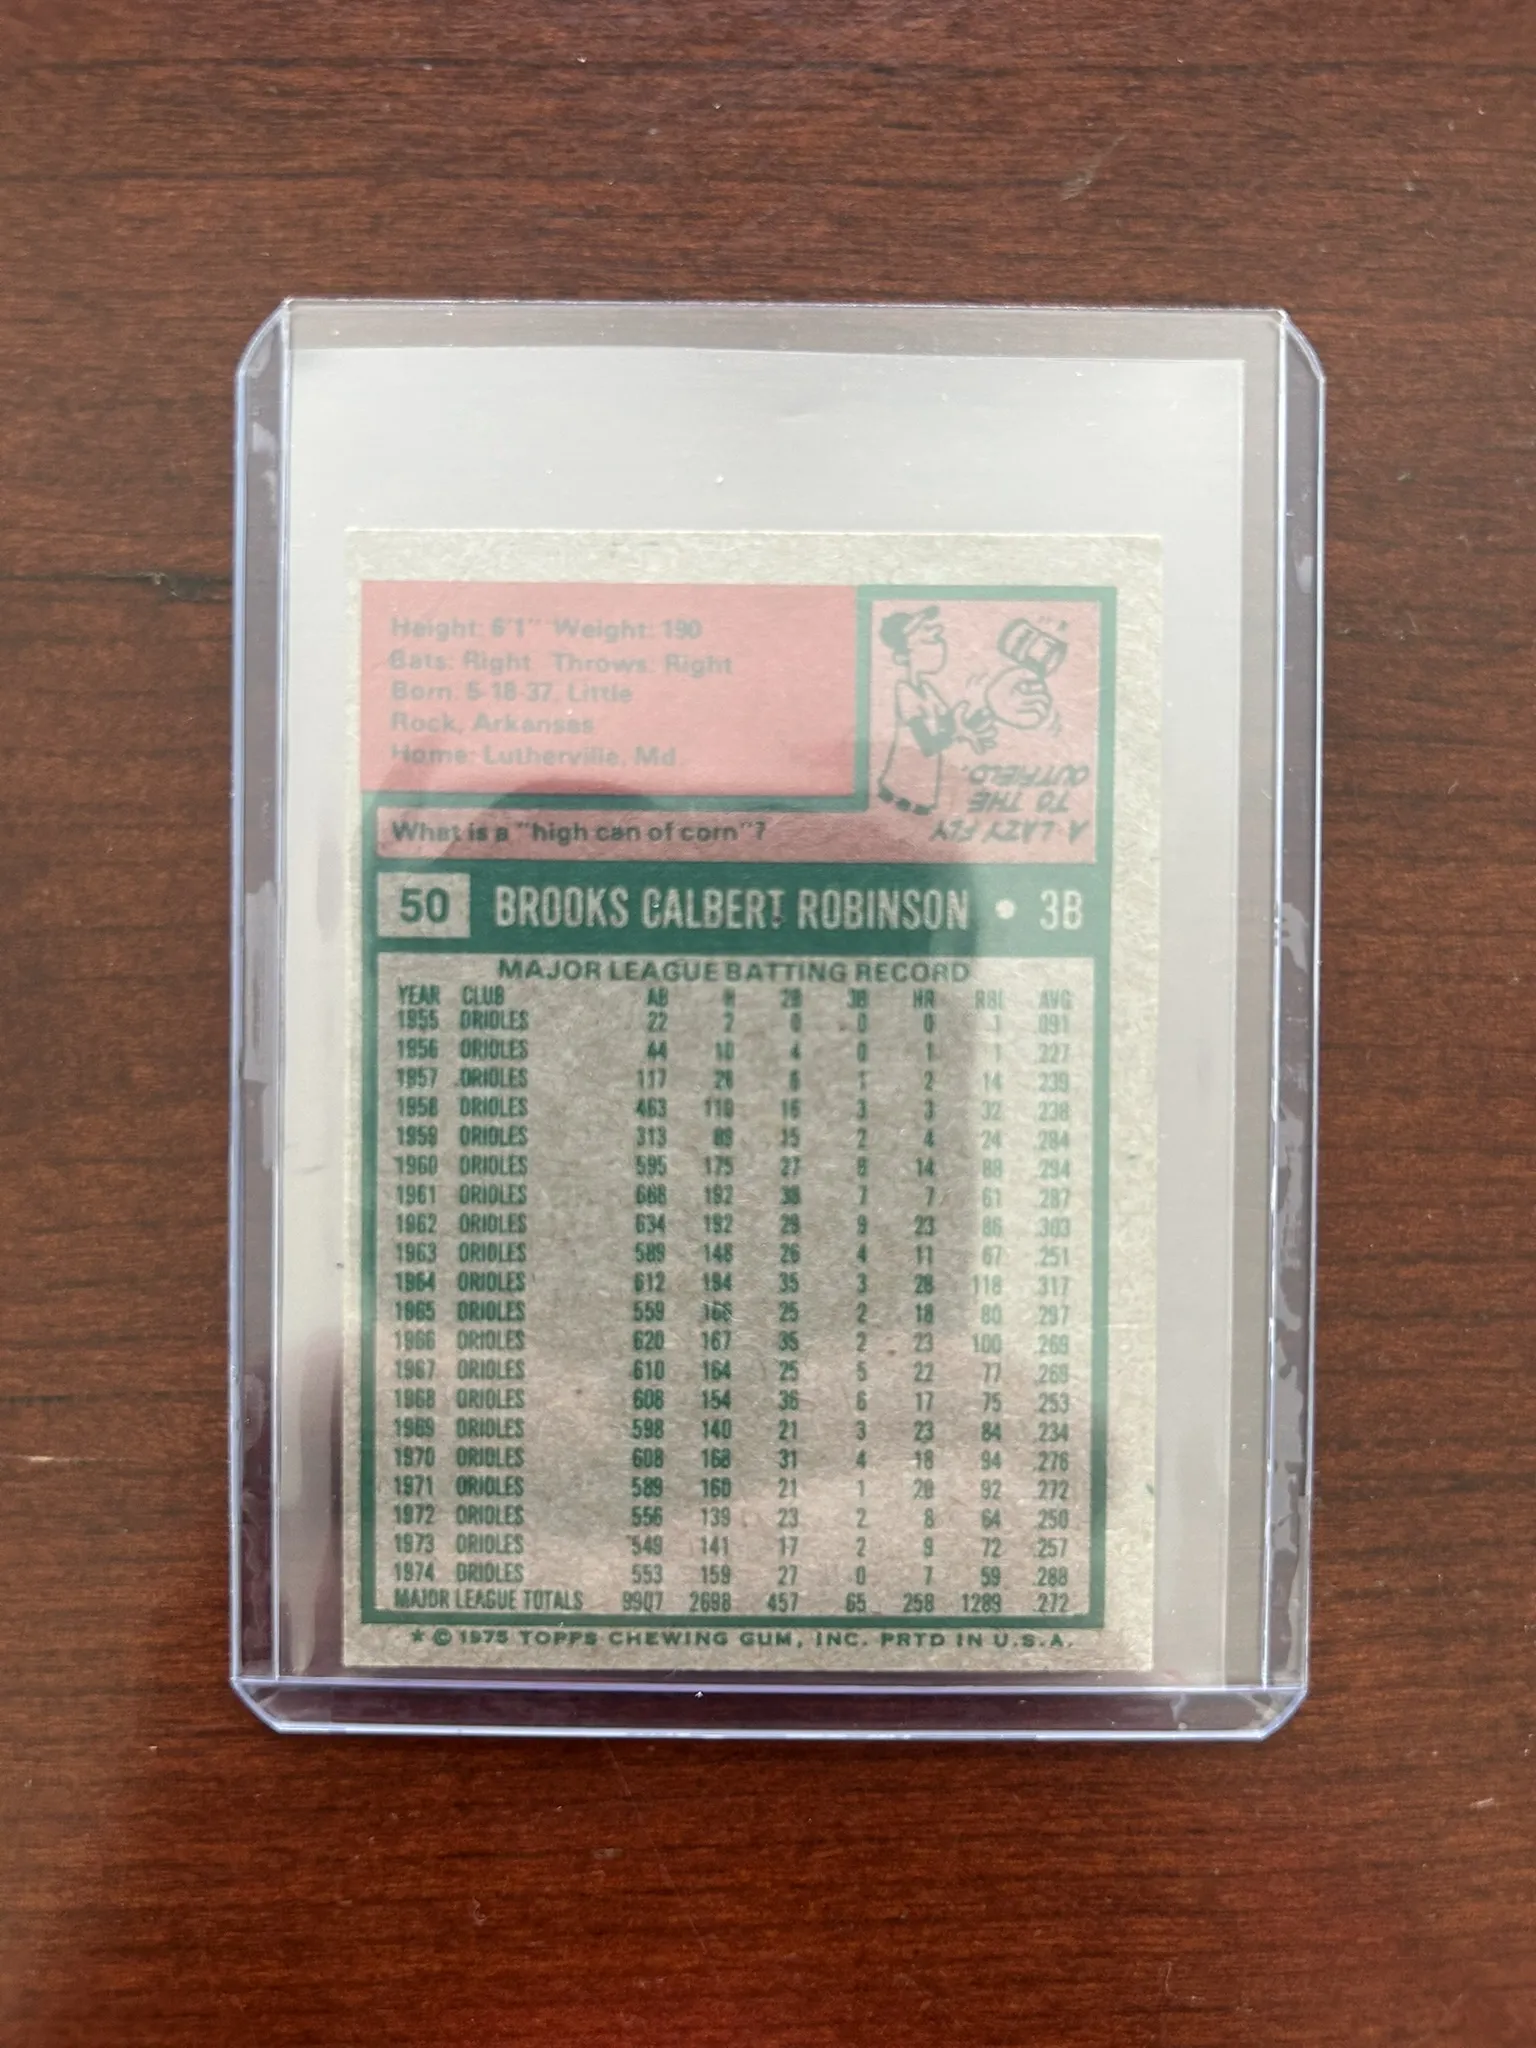 Height: 6'1" Weight: 190
Bats: Right Throws: Right
Born: 5-18-37, Little
Rock, Arkansas
Home: Lutherville, Md.
A LAZY FLY
TO THE
OUTFIELD.
What is a "high can of corn"?
50 BROOKS CALBERT ROBINSON • 3B
MAJOR LEAGUE BATTING RECORD
YEAR CLUB AB H 2B 3B HR RBI AVG
1955 ORIOLES 22 2 0 0 0 1 .091
1956 ORIOLES 44 10 4 0 1 1 .227
1957 ORIOLES 117 28 6 1 2 14 .239
1958 ORIOLES 463 110 16 3 3 32 .238
1959 ORIOLES 313 89 15 2 4 24 .284
1960 ORIOLES 595 175 27 8 14 88 .294
1961 ORIOLES 668 192 38 7 7 61 .287
1962 ORIOLES 634 192 29 9 23 86 .303
1963 ORIOLES 589 148 26 4 11 67 .251
1964 ORIOLES 612 194 35 3 28 118 .317
1965 ORIOLES 559 166 25 2 18 80 .297
1966 ORIOLES 620 167 35 2 23 100 .269
1967 ORIOLES 610 164 25 5 22 77 .269
1968 ORIOLES 608 154 36 6 17 75 .253
1969 ORIOLES 598 140 21 3 23 84 .234
1970 ORIOLES 608 168 31 4 18 94 .276
1971 ORIOLES 589 160 21 1 20 92 .272
1972 ORIOLES 556 139 23 2 8 64 .250
1973 ORIOLES 549 141 17 2 9 72 .257
1974 ORIOLES 553 159 27 0 7 59 .288
MAJOR LEAGUE TOTALS 9907 2698 457 65 258 1289 .272
★ © 1975 TOPPS CHEWING GUM, INC. PRTD IN U.S.A.